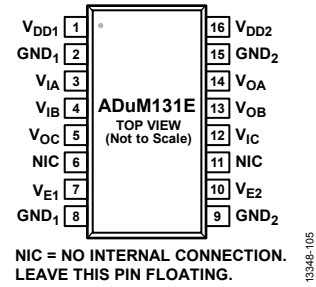 VDD1 1 16 VDD2
GND1 2 15 GND2
VIA 3 14 VOA
VIB 4 ADuM131E 13 VOB
TOP VIEW
(Not to Scale)
VOC 5 12 VIC
NIC 6 11 NIC
VE1 7 10 VE2
GND1 8 9 GND2
NIC = NO INTERNAL CONNECTION.
LEAVE THIS PIN FLOATING.
13348-105